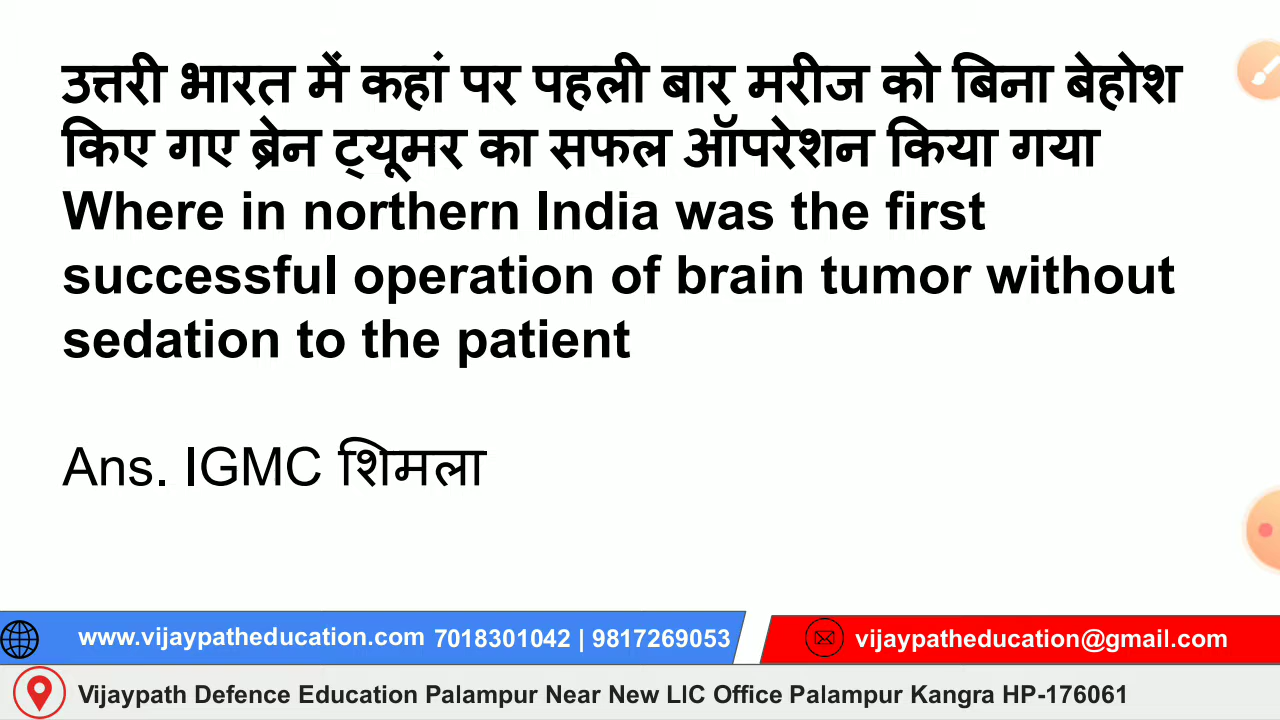 उत्तरी भारत में कहां पर पहली बार मरीज को बिना बेहोश
किए गए ब्रेन ट्यूमर का सफल ऑपरेशन किया गया
Where in northern India was the first
successful operation of brain tumor without
sedation to the patient
Ans. IGMC शिमला
www.vijaypatheducation.com 7018301042 | 9817269053
vijaypatheducation@gmail.com
Vijaypath Defence Education Palampur Near New LIC Office Palampur Kangra HP-176061